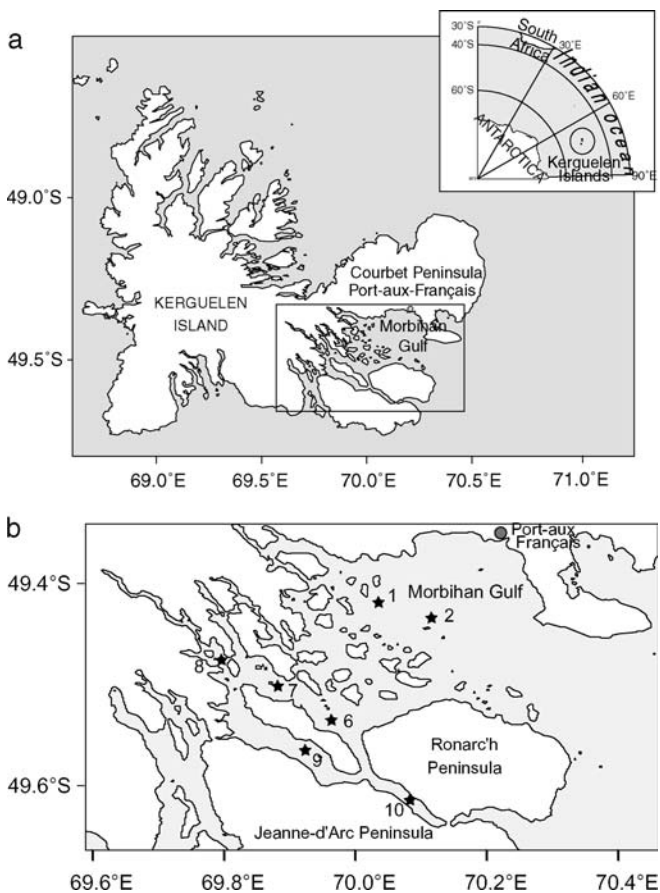 a
30˚S
40˚S
60˚S
South
Africa
30˚E
60˚E
90˚E
Indian ocean
ANTARCTICA
Kerguelen
Islands
49.0˚S
49.5˚S
KERGUELEN
ISLAND
Courbet Peninsula
Port-aux-Français
Morbihan
Gulf
69.0˚E
69.5˚E
70.0˚E
70.5˚E
71.0˚E
b
49.4˚S
49.6˚S
Port-aux
Français
Morbihan Gulf
1
2
8
7
6
9
10
Ronarc'h
Peninsula
Jeanne-d'Arc Peninsula
69.6˚E
69.8˚E
70.0˚E
70.2˚E
70.4˚E